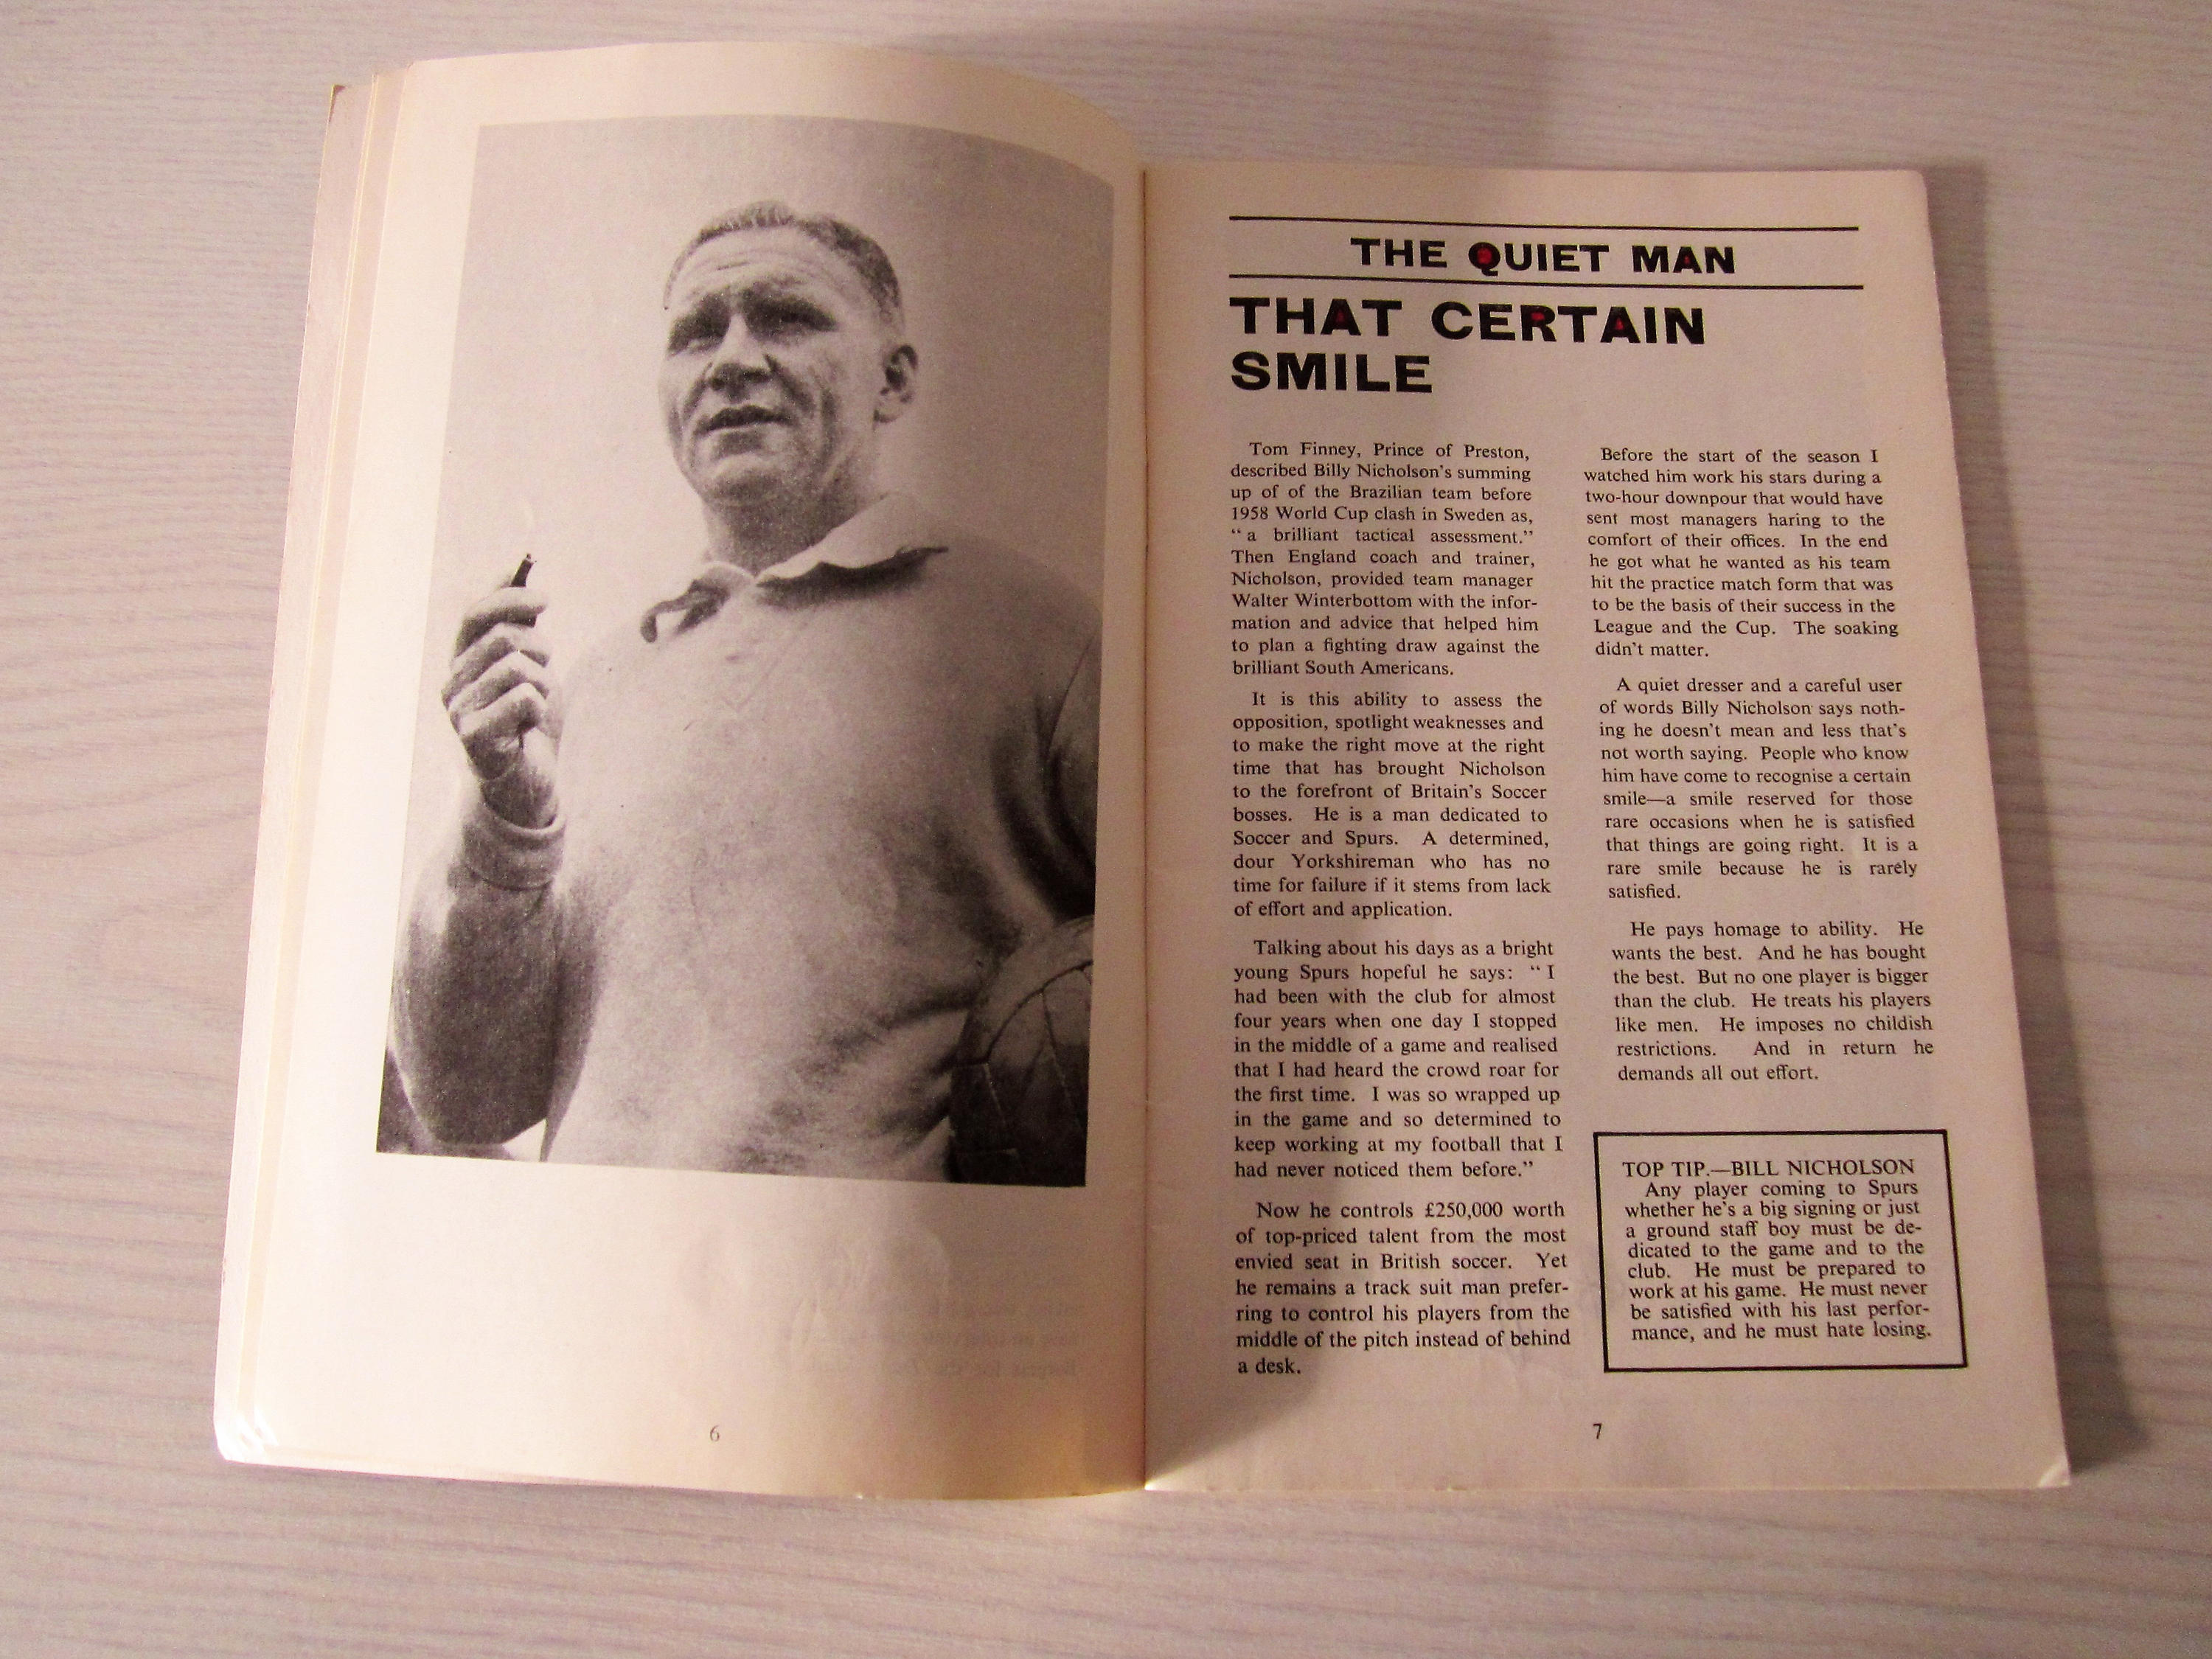 6
THE QUIET MAN
THAT CERTAIN
SMILE
Tom Finney, Prince of Preston,
described Billy Nicholson's summing
up of of the Brazilian team before
1958 World Cup clash in Sweden as,
“ a brilliant tactical assessment.”
Then England coach and trainer,
Nicholson, provided team manager
Walter Winterbottom with the infor-
mation and advice that helped him
to plan a fighting draw against the
brilliant South Americans.
It is this ability to assess the
opposition, spotlight weaknesses and
to make the right move at the right
time that has brought Nicholson
to the forefront of Britain's Soccer
bosses. He is a man dedicated to
Soccer and Spurs. A determined,
dour Yorkshireman who has no
time for failure if it stems from lack
of effort and application.
Talking about his days as a bright
young Spurs hopeful he says: “ I
had been with the club for almost
four years when one day I stopped
in the middle of a game and realised
that I had heard the crowd roar for
the first time. I was so wrapped up
in the game and so determined to
keep working at my football that I
had never noticed them before.”
Now he controls £250,000 worth
of top-priced talent from the most
envied seat in British soccer. Yet
he remains a track suit man prefer-
ring to control his players from the
middle of the pitch instead of behind
a desk.
Before the start of the season I
watched him work his stars during a
two-hour downpour that would have
sent most managers haring to the
comfort of their offices. In the end
he got what he wanted as his team
hit the practice match form that was
to be the basis of their success in the
League and the Cup. The soaking
didn't matter.
A quiet dresser and a careful user
of words Billy Nicholson says noth-
ing he doesn't mean and less that's
not worth saying. People who know
him have come to recognise a certain
smile—a smile reserved for those
rare occasions when he is satisfied
that things are going right. It is a
rare smile because he is rarely
satisfied.
He pays homage to ability. He
wants the best. And he has bought
the best. But no one player is bigger
than the club. He treats his players
like men. He imposes no childish
restrictions. And in return he
demands all out effort.
TOP TIP.—BILL NICHOLSON
Any player coming to Spurs
whether he's a big signing or just
a ground staff boy must be de-
dicated to the game and to the
club. He must be prepared to
work at his game. He must never
be satisfied with his last perfor-
mance, and he must hate losing.
7